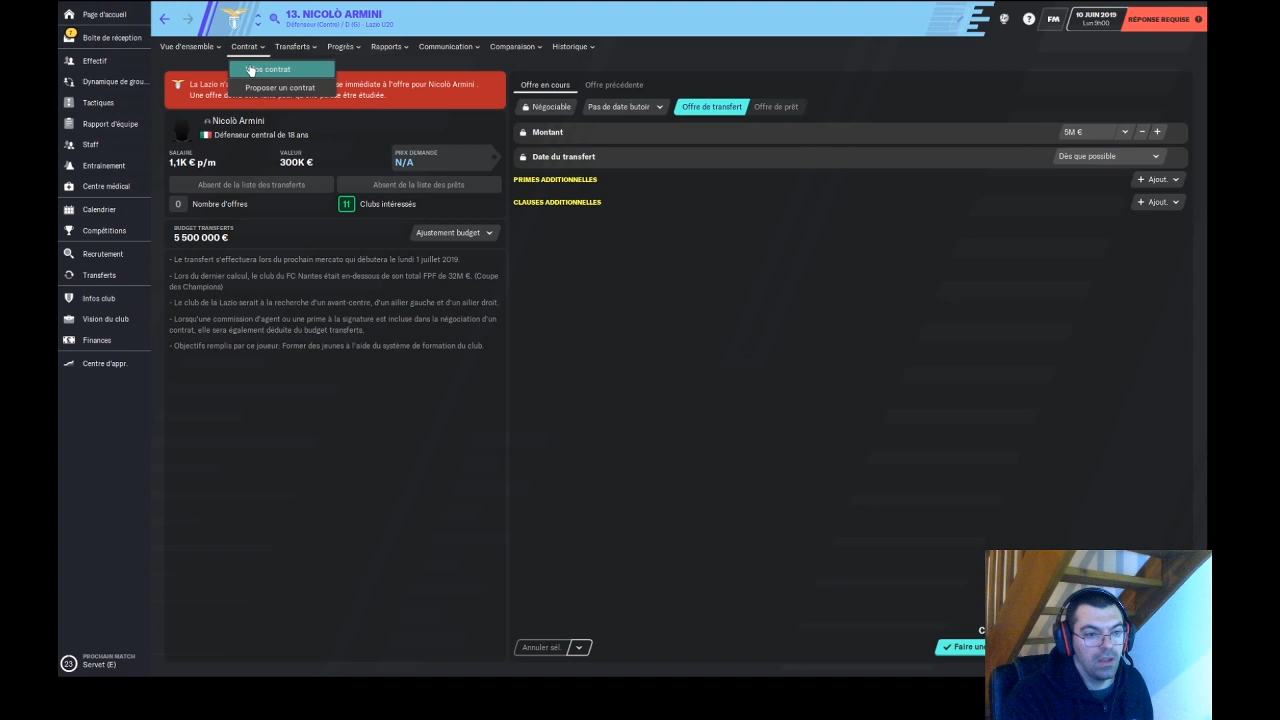 Page d'accueil
Boîte de réception
Effectif
Dynamique de grou...
Tactiques
Rapport d'équipe
Staff
Entraînement
Centre médical
Calendrier
Compétitions
Recrutement
Transferts
Infos club
Vision du club
Finances
Centre d'appr.
PROCHAIN MATCH
23 Servet (E)
13. NICOLÒ ARMINI
Défenseur (Centre) / D (G) - Lazio U20
FM
10 JUIN 2019
Lun 9h00
RÉPONSE REQUISE
Vue d'ensemble Contrat Transferts Progrès Rapports Communication Comparaison Historique
contrat
Proposer un contrat
La Lazio se immédiate à l'offre pour Nicolò Armini .
Une offre être étudiée.
Nicolò Armini
Défenseur central de 18 ans
SALAIRE VALEUR PRIX DEMANDÉ
1,1K € p/m 300K € N/A
Absent de la liste des transferts Absent de la liste des prêts
0 Nombre d'offres 11 Clubs intéressés
BUDGET TRANSFERTS
5 500 000 € Ajustement budget
- Le transfert s'effectuera lors du prochain mercato qui débutera le lundi 1 juillet 2019.
- Lors du dernier calcul, le club du FC Nantes était en-dessous de son total FPF de 32M €. (Coupe
des Champions)
- Le club de la Lazio serait à la recherche d'un avant-centre, d'un ailier gauche et d'un ailier droit.
- Lorsqu'une commission d'agent ou une prime à la signature est incluse dans la négociation d'un
contrat, elle sera également déduite du budget transferts.
- Objectifs remplis par ce joueur: Former des jeunes à l'aide du système de formation du club.
Offre en cours Offre précédente
Négociable Pas de date butoir Offre de transfert Offre de prêt
Montant 5M € − +
Date du transfert Dès que possible
PRIMES ADDITIONNELLES + Ajout.
CLAUSES ADDITIONNELLES + Ajout.
Annuler sél.
C
Faire une